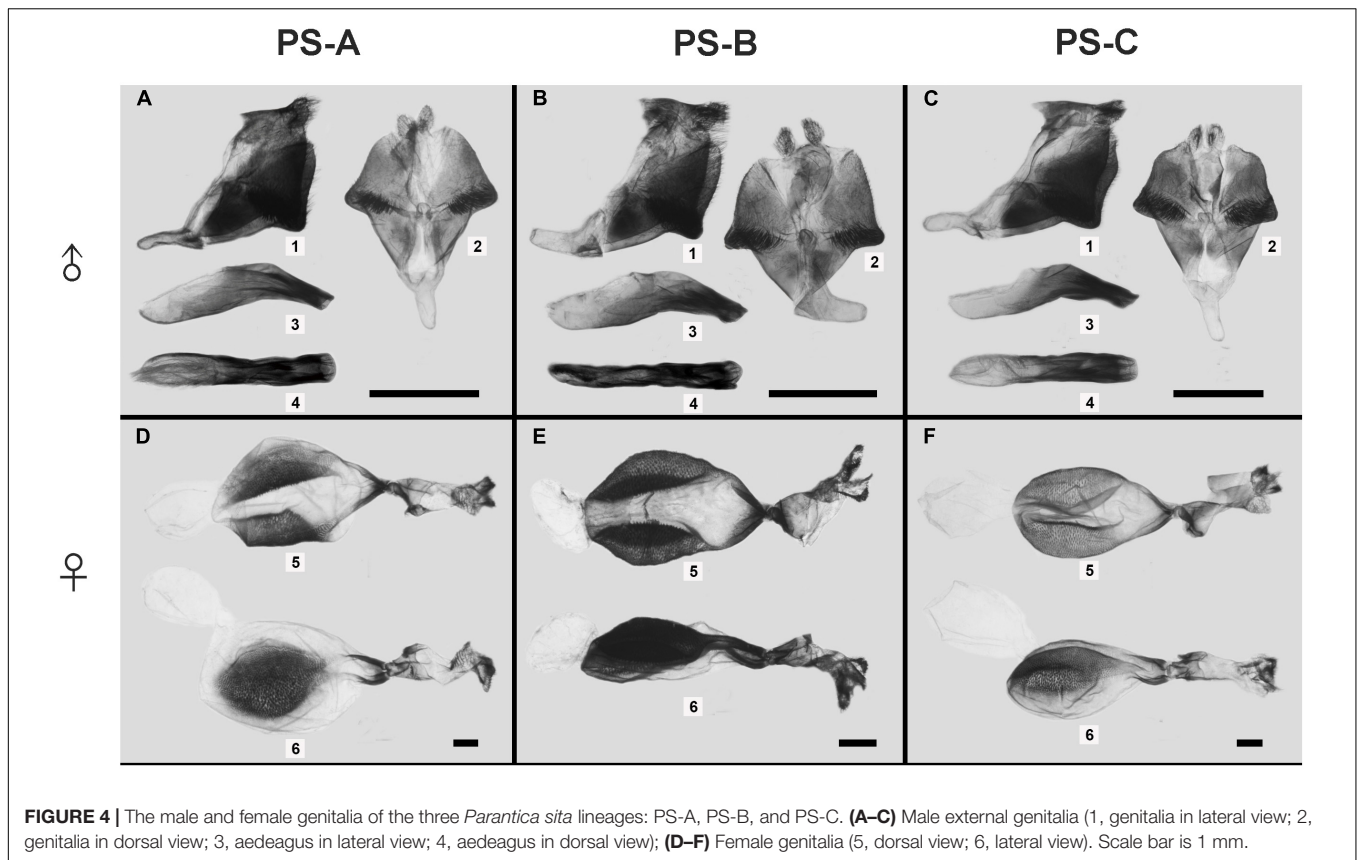 PS-A PS-B PS-C
A B C
♂
1 2 1 2 1 2
3 3 3
4 4 4
D E F
♀
5 5 5
6 6 6
FIGURE 4 | The male and female genitalia of the three Parantica sita lineages: PS-A, PS-B, and PS-C. (A–C) Male external genitalia (1, genitalia in lateral view; 2,
genitalia in dorsal view; 3, aedeagus in lateral view; 4, aedeagus in dorsal view); (D–F) Female genitalia (5, dorsal view; 6, lateral view). Scale bar is 1 mm.